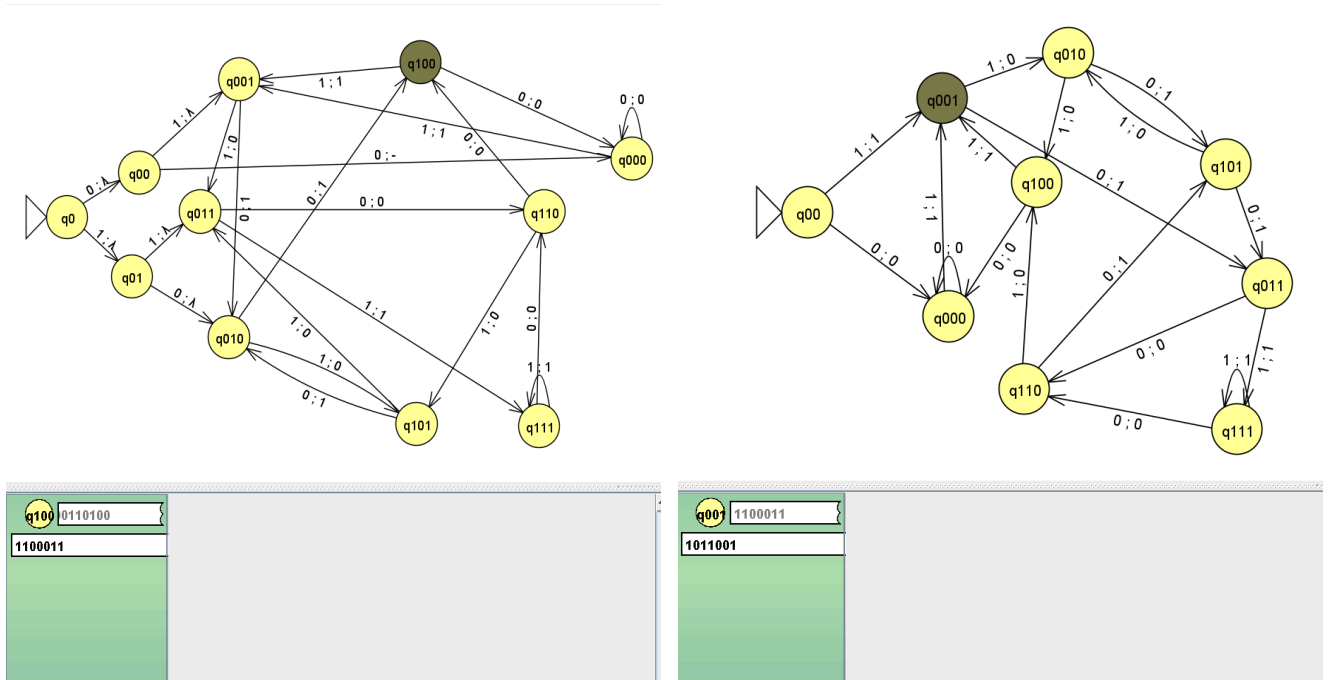 q100
q001
1 ; 1
0 ; 0
0 ; 0
1 ; λ
1 ; 1
0 ; 0
1 ; 0
0 ; -
q000
q00
0 ; λ
0 ; 1
0 ; 1
0 ; 0
q0
q011
q110
1 ; λ
1 ; λ
q01
0 ; λ
1 ; 1
1 ; 0
1 ; 0
0 ; 0
q010
1 ; 0
1 ; 1
0 ; 1
q101
q111
q100
0110100
1100011
q010
1 ; 0
q001
0 ; 1
1 ; 0
1 ; 0
1 ; 1
1 ; 1
q101
0 ; 1
q100
q00
1 ; 1
0 ; 1
0 ; 0
0 ; 0
0 ; 0
0 ; 1
1 ; 0
q011
q000
0 ; 0
1 ; 1
1 ; 1
q110
0 ; 0
q111
q001
1100011
1011001